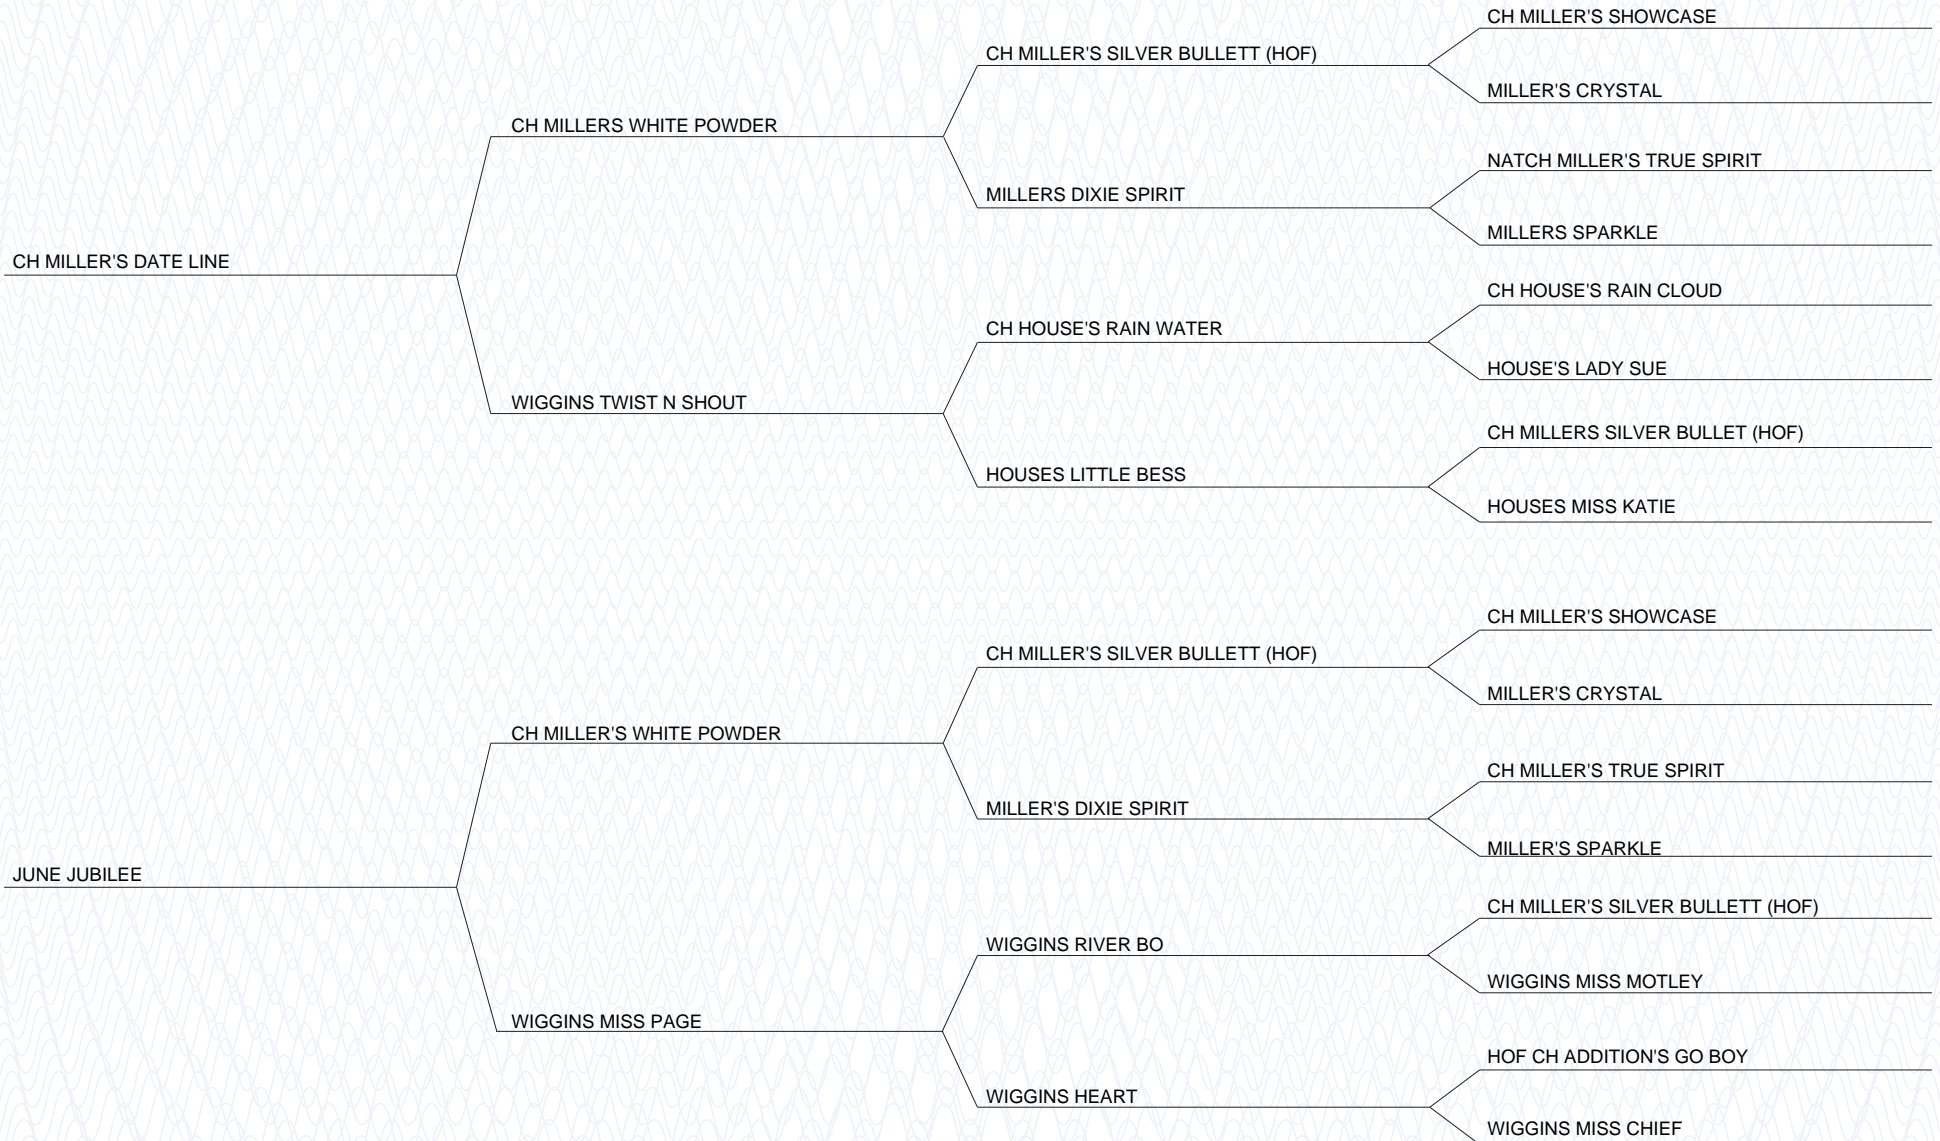 CH MILLER'S SHOWCASE
CH MILLER'S SILVER BULLETT (HOF)
MILLER'S CRYSTAL
CH MILLERS WHITE POWDER
NATCH MILLER'S TRUE SPIRIT
MILLERS DIXIE SPIRIT
MILLERS SPARKLE
CH MILLER'S DATE LINE
CH HOUSE'S RAIN CLOUD
CH HOUSE'S RAIN WATER
HOUSE'S LADY SUE
WIGGINS TWIST N SHOUT
CH MILLERS SILVER BULLET (HOF)
HOUSES LITTLE BESS
HOUSES MISS KATIE
CH MILLER'S SHOWCASE
CH MILLER'S SILVER BULLETT (HOF)
MILLER'S CRYSTAL
CH MILLER'S WHITE POWDER
CH MILLER'S TRUE SPIRIT
MILLER'S DIXIE SPIRIT
MILLER'S SPARKLE
JUNE JUBILEE
CH MILLER'S SILVER BULLETT (HOF)
WIGGINS RIVER BO
WIGGINS MISS MOTLEY
WIGGINS MISS PAGE
HOF CH ADDITION'S GO BOY
WIGGINS HEART
WIGGINS MISS CHIEF